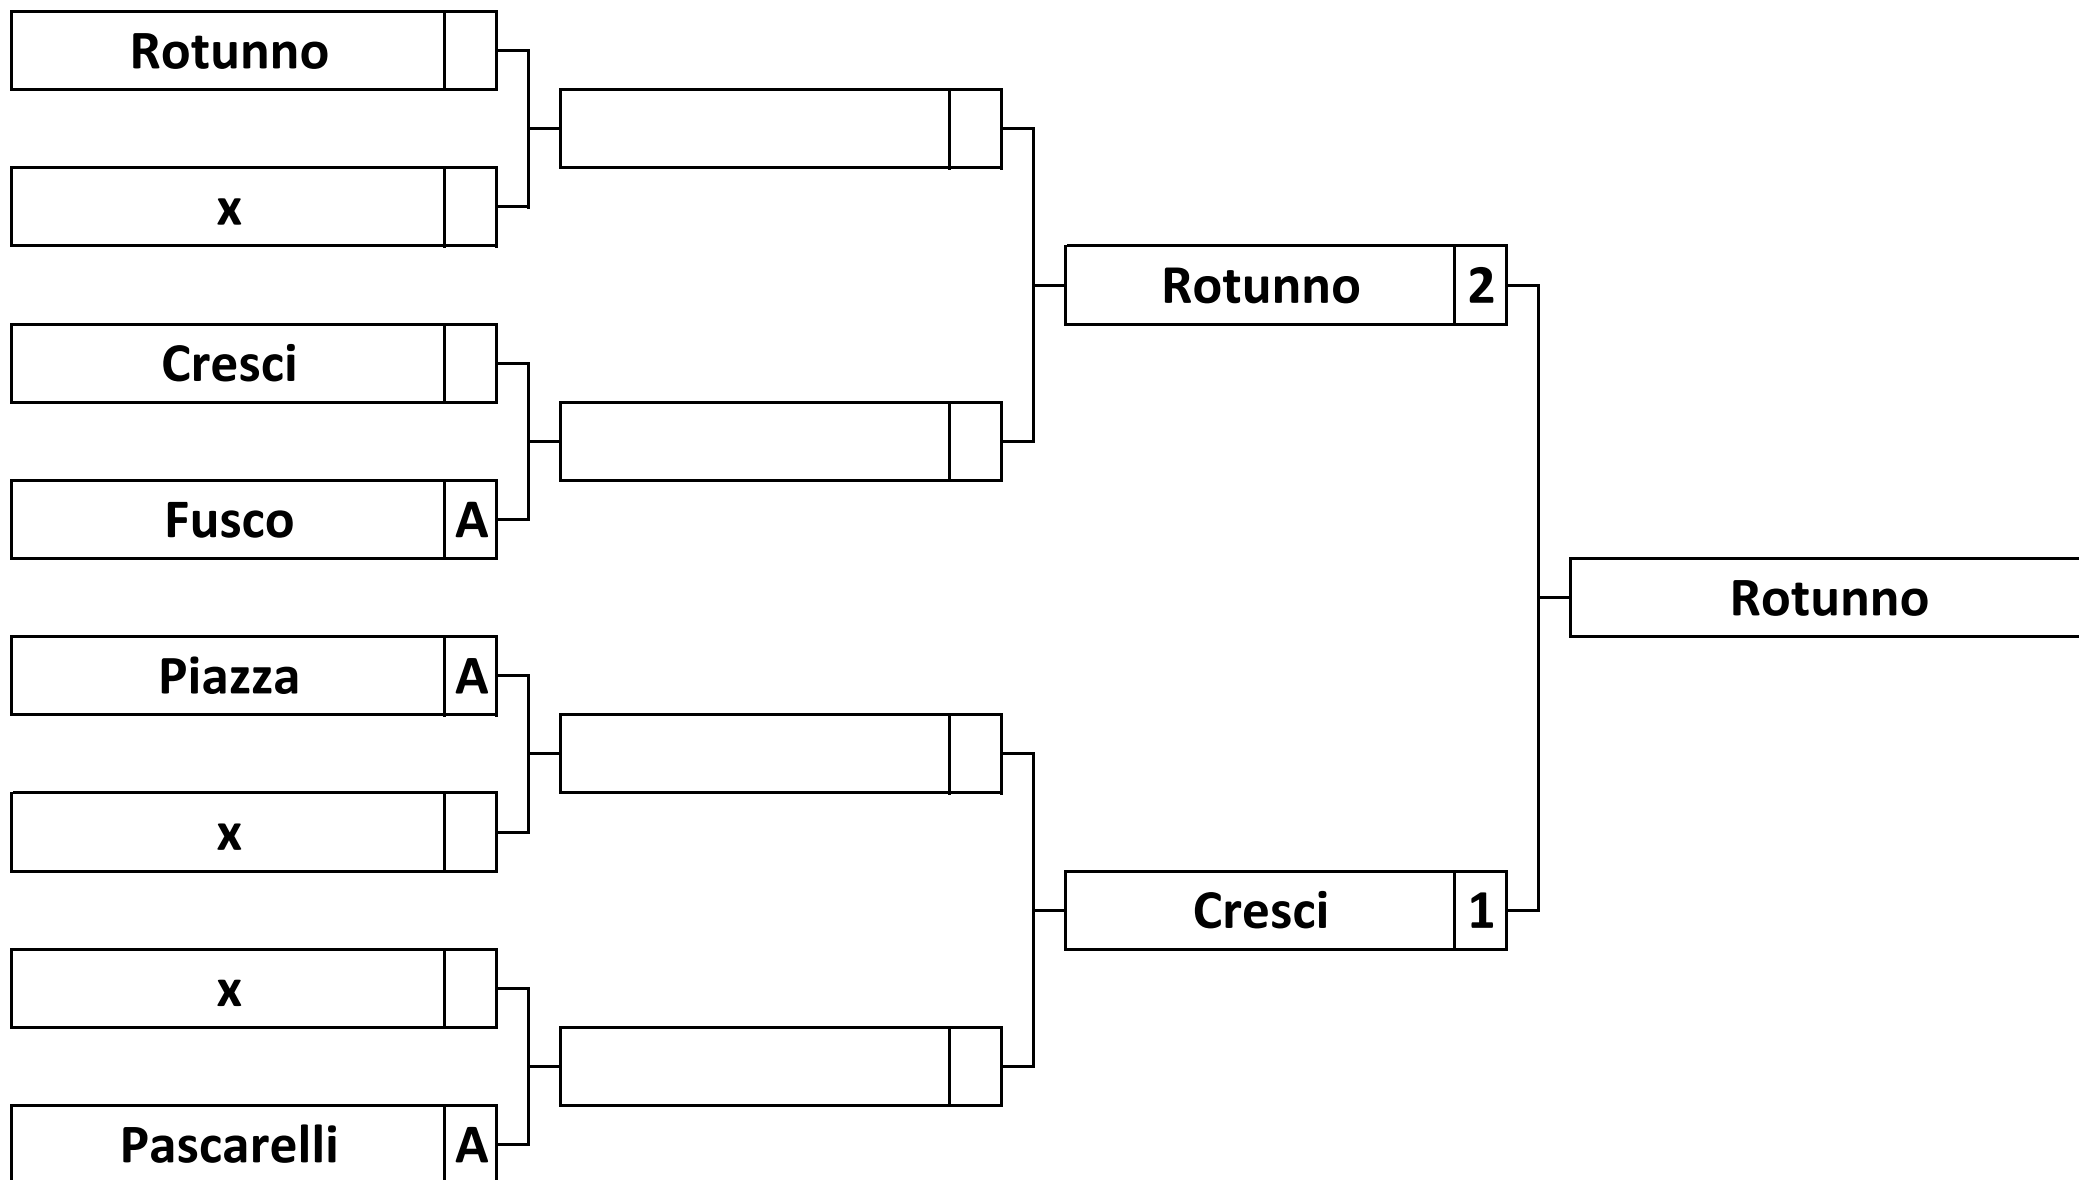 Rotunno
x
Cresci
Fusco A
Piazza A
x
x
Pascarelli A
Rotunno 2
Cresci 1
Rotunno